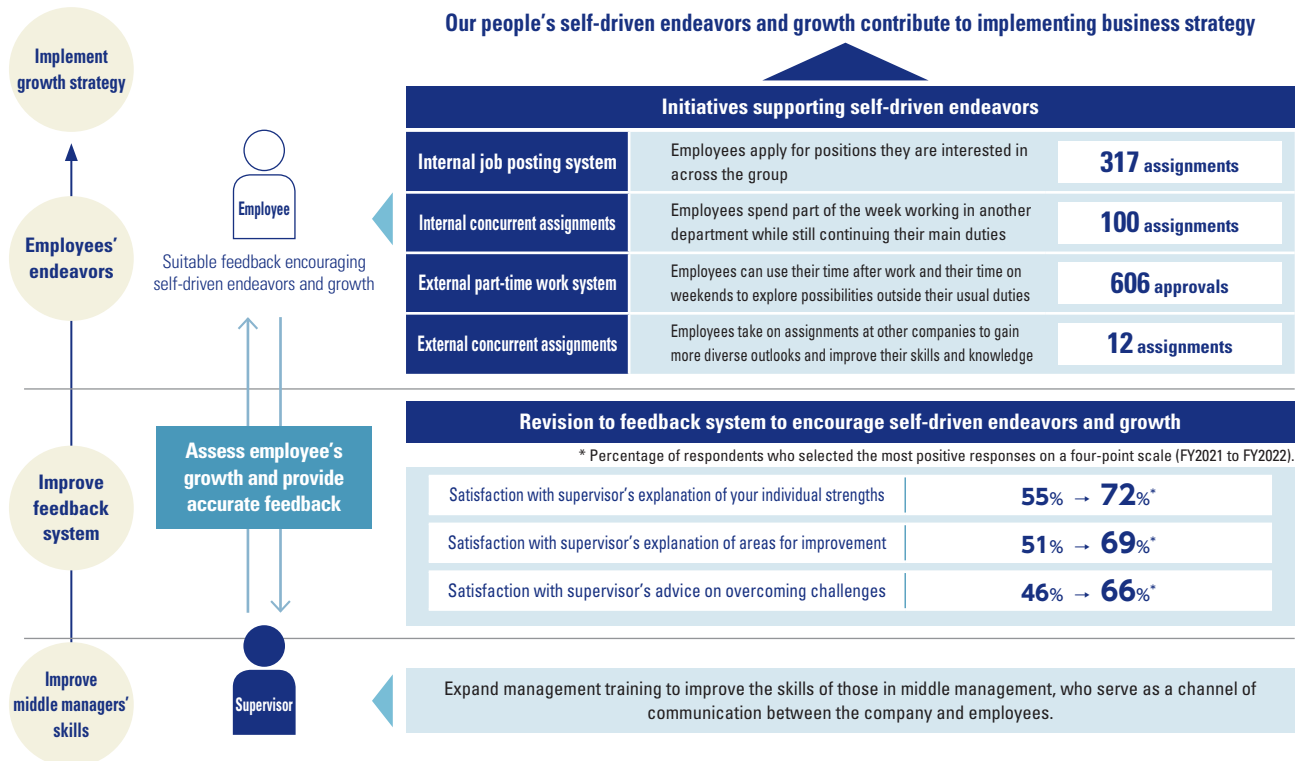 Our people's self-driven endeavors and growth contribute to implementing business strategy
Implement
growth strategy
Employees'
endeavors
Improve
feedback
system
Improve
middle managers'
skills
Employee
Suitable feedback encouraging
self-driven endeavors and growth
Assess employee's
growth and provide
accurate feedback
Supervisor
Initiatives supporting self-driven endeavors
Internal job posting system
Employees apply for positions they are interested in
across the group
317 assignments
Internal concurrent assignments
Employees spend part of the week working in another
department while still continuing their main duties
100 assignments
External part-time work system
Employees can use their time after work and their time on
weekends to explore possibilities outside their usual duties
606 approvals
External concurrent assignments
Employees take on assignments at other companies to gain
more diverse outlooks and improve their skills and knowledge
12 assignments
Revision to feedback system to encourage self-driven endeavors and growth
* Percentage of respondents who selected the most positive responses on a four-point scale (FY2021 to FY2022).
Satisfaction with supervisor's explanation of your individual strengths
55% → 72%*
Satisfaction with supervisor's explanation of areas for improvement
51% → 69%*
Satisfaction with supervisor's advice on overcoming challenges
46% → 66%*
Expand management training to improve the skills of those in middle management, who serve as a channel of
communication between the company and employees.